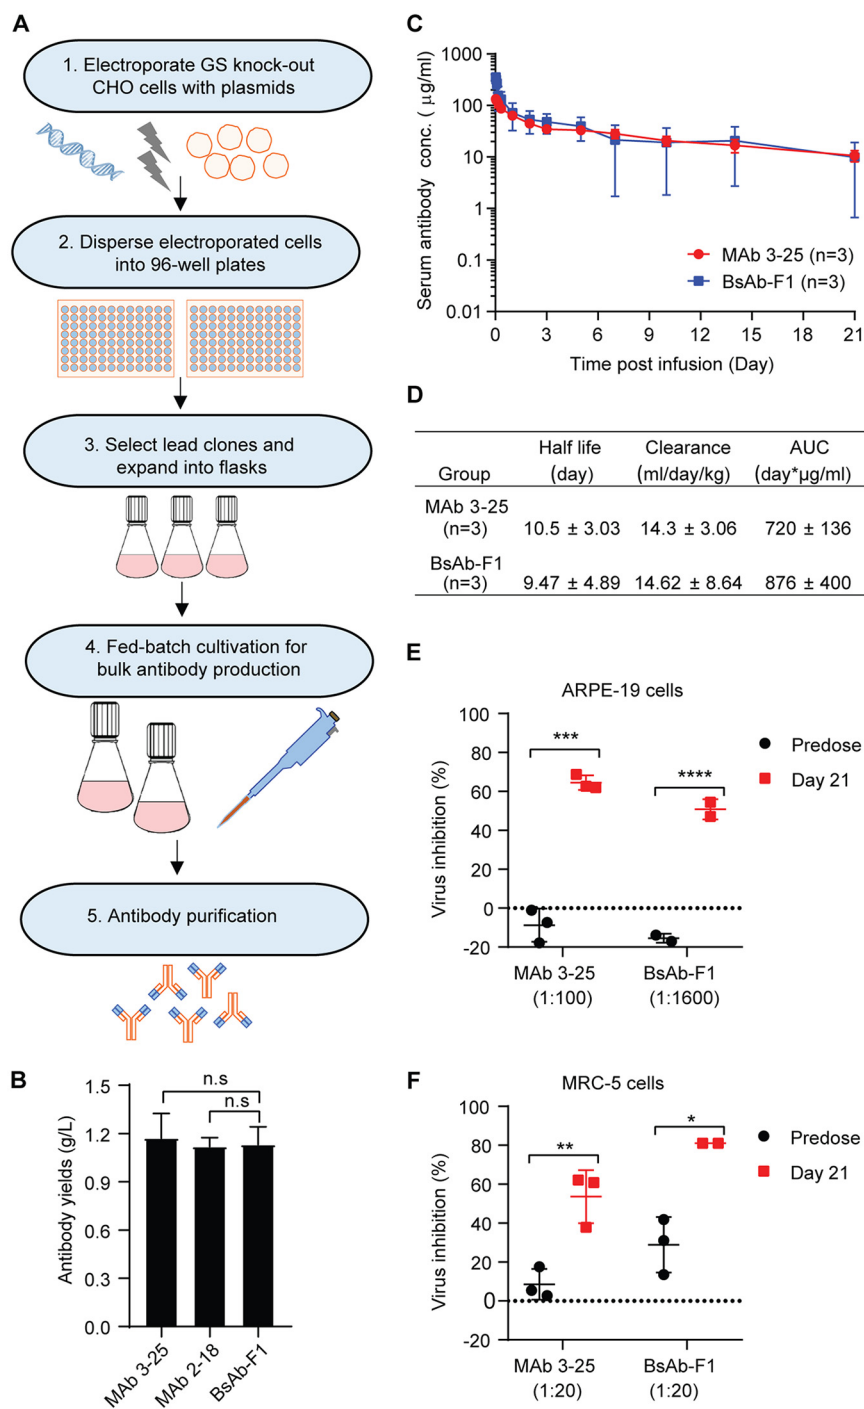 A
1. Electroporate GS knock-out
CHO cells with plasmids
2. Disperse electroporated cells
into 96-well plates
3. Select lead clones and
expand into flasks
4. Fed-batch cultivation for
bulk antibody production
5. Antibody purification
B
Antibody yields (g/L)
1.5
1.2
0.9
0.6
0.3
0.0
n.s
n.s
MAb 3-25
MAb 2-18
BsAb-F1
C
Serum antibody conc. ( µg/ml)
1000
100
10
1
0.1
0.01
MAb 3-25 (n=3)
BsAb-F1 (n=3)
0 3 6 9 12 14 21
Time post infusion (Day)
D
Group Half life (day) Clearance (ml/day/kg) AUC (day*µg/ml)
MAb 3-25
(n=3) 10.5 ± 3.03 14.3 ± 3.06 720 ± 136
BsAb-F1
(n=3) 9.47 ± 4.89 14.62 ± 8.64 876 ± 400
E
ARPE-19 cells
Virus inhibition (%)
100
80
60
40
20
0
-20
***
****
Predose
Day 21
MAb 3-25
(1:100)
BsAb-F1
(1:1600)
F
MRC-5 cells
Virus inhibition (%)
100
80
60
40
20
0
-20
**
*
Predose
Day 21
MAb 3-25
(1:20)
BsAb-F1
(1:20)